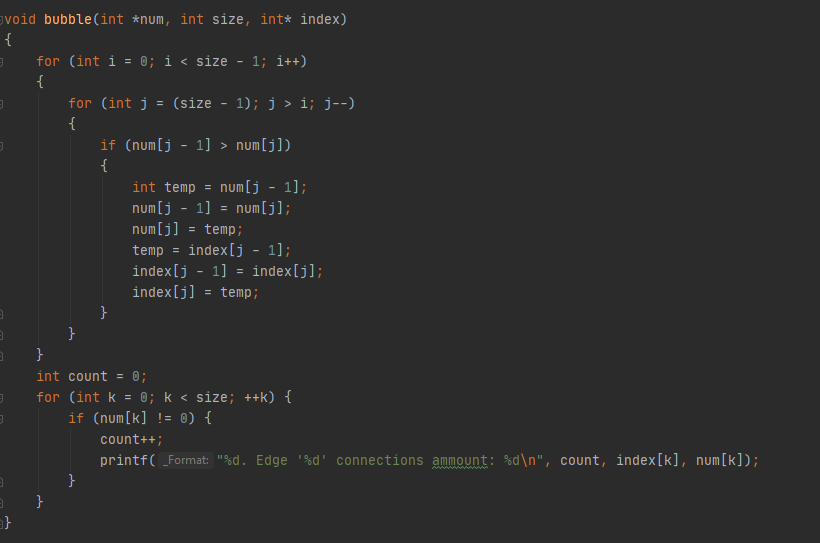 void bubble(int *num, int size, int* index)
{
    for (int i = 0; i < size - 1; i++)
    {
        for (int j = (size - 1); j > i; j--)
        {
            if (num[j - 1] > num[j])
            {
                int temp = num[j - 1];
                num[j - 1] = num[j];
                num[j] = temp;
                temp = index[j - 1];
                index[j - 1] = index[j];
                index[j] = temp;
            }
        }
    }
    int count = 0;
    for (int k = 0; k < size; ++k) {
        if (num[k] != 0) {
            count++;
            printf( _Format: "%d. Edge '%d' connections ammount: %d\n", count, index[k], num[k]);
        }
    }
}